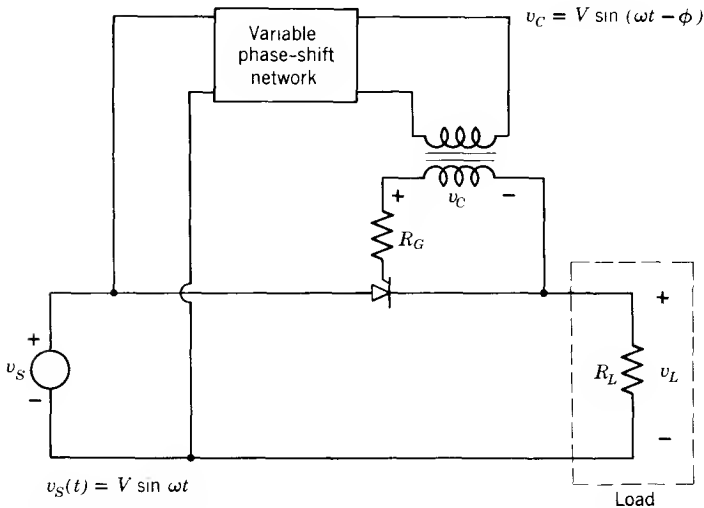 v_C = V sin (ωt − ϕ)
Variable
phase-shift
network
+ v_C −
R_G
+
v_S
−
R_L
+
v_L
−
v_S(t) = V sin ωt
Load